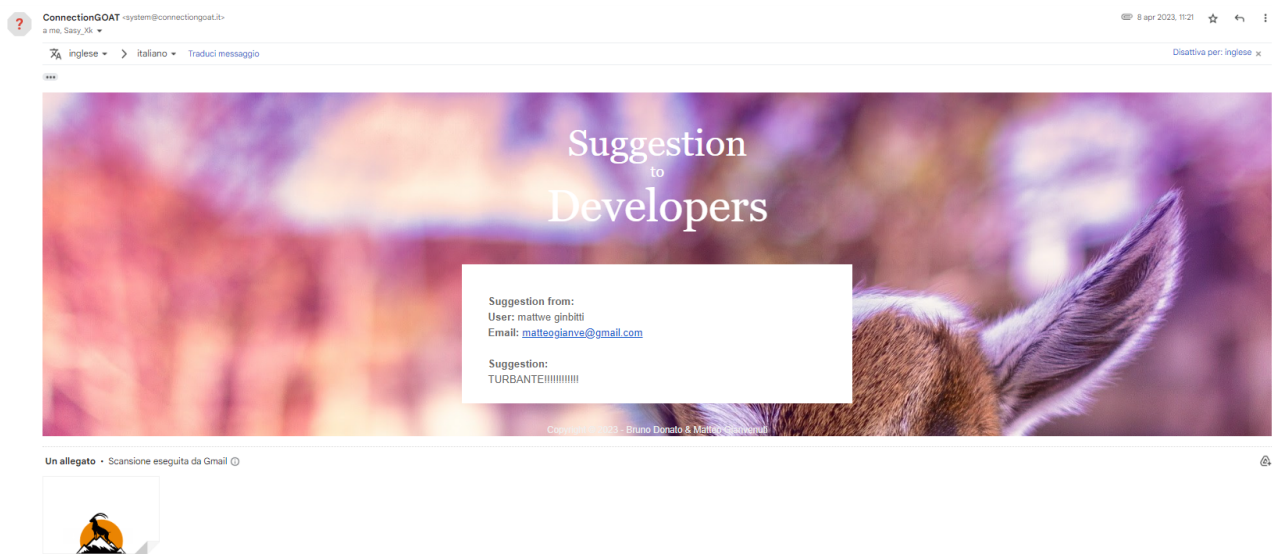 ConnectionGOAT <system@connectiongoat.it>
8 apr 2023, 11:21
a me, Sasy_Xk
inglese > italiano Traduci messaggio
Disattiva per: inglese x
Suggestion
to
Developers
Suggestion from:
User: mattwe ginbitti
Email: matteogianve@gmail.com
Suggestion:
TURBANTE!!!!!!!!!!!!
Copyright © 2023 - Bruno Donato & Matteo Gianvenuti
Un allegato • Scansione eseguita da Gmail